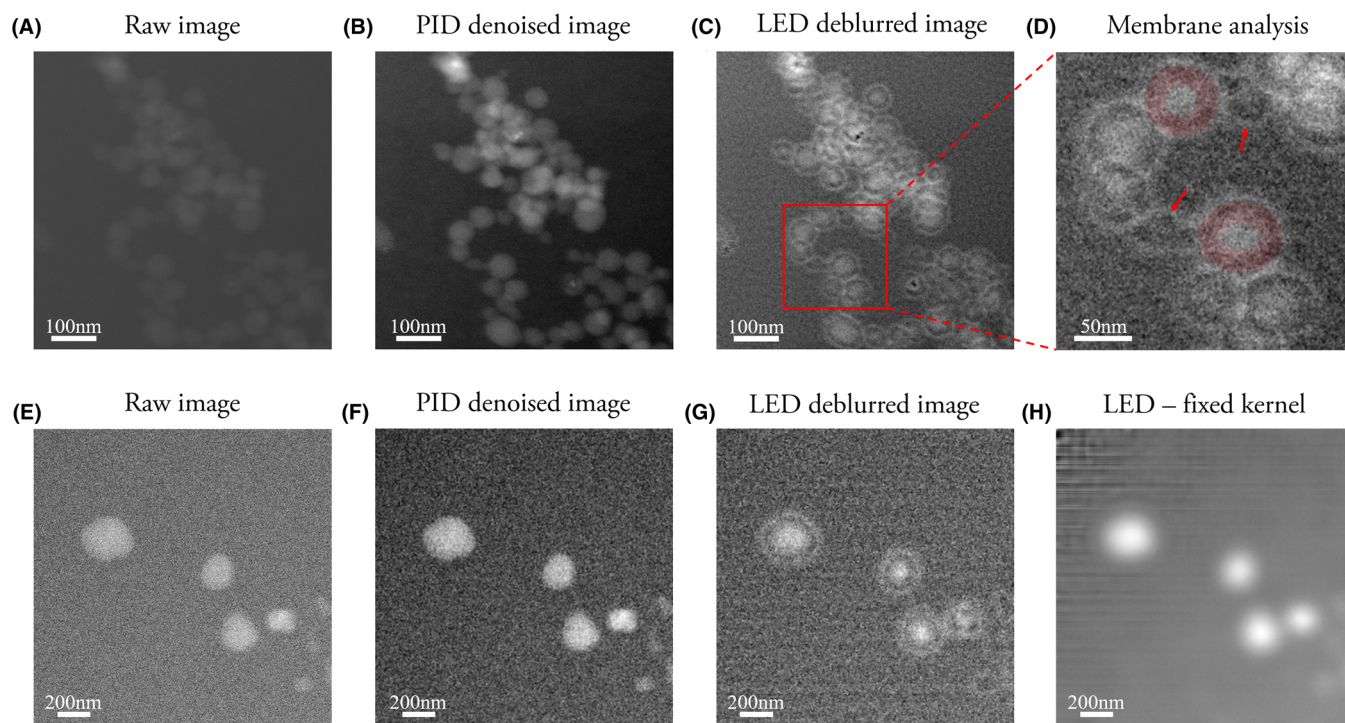 (A) Raw image
(B) PID denoised image
(C) LED deblurred image
(D) Membrane analysis
100nm
100nm
100nm
50nm
(E) Raw image
(F) PID denoised image
(G) LED deblurred image
(H) LED – fixed kernel
200nm
200nm
200nm
200nm